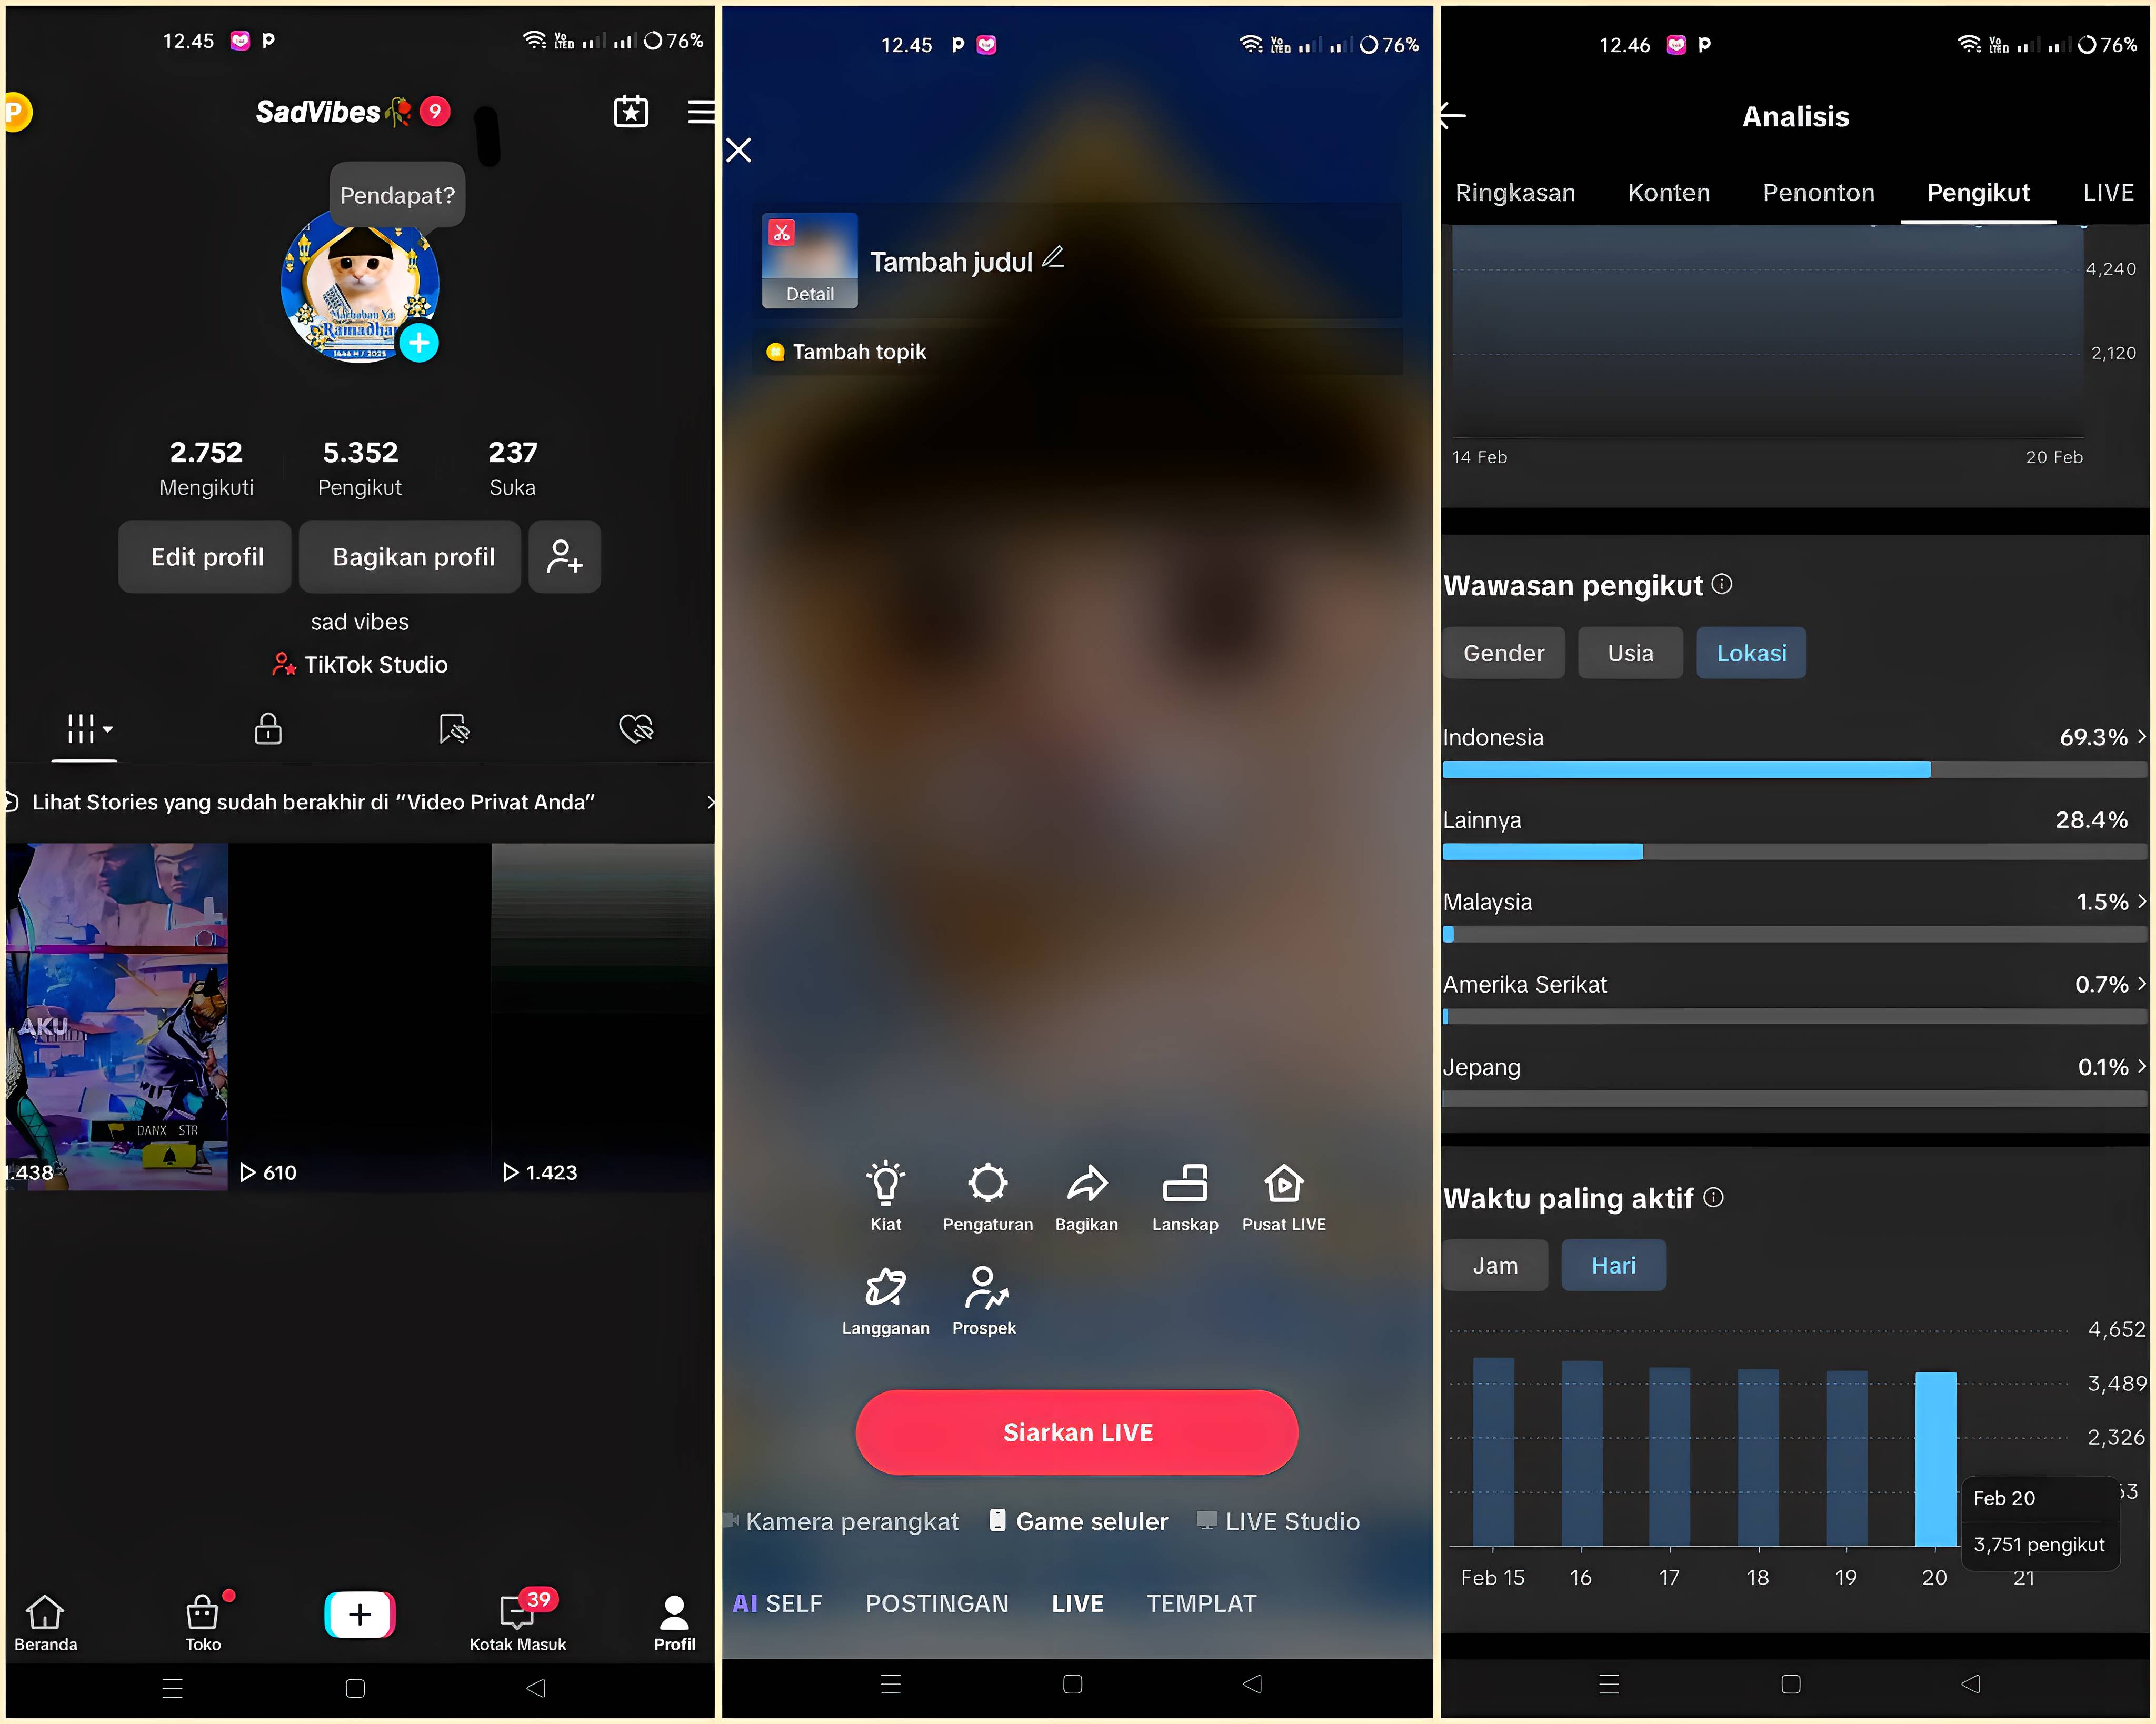 12.45
Vo LTED
76%
SadVibes🥀 9
Pendapat?
Marhaban Ya
Ramadhan
2.752 5.352 237
Mengikuti Pengikut Suka
Edit profil Bagikan profil
sad vibes
TikTok Studio
Lihat Stories yang sudah berakhir di "Video Privat Anda"
AKU
DANX STR
.438 610 1.423
39
Beranda Toko Kotak Masuk Profil
12.45
Vo LTED
76%
Tambah judul
Detail
Tambah topik
Kiat Pengaturan Bagikan Lanskap Pusat LIVE
Langganan Prospek
Siarkan LIVE
Kamera perangkat Game seluler LIVE Studio
AI SELF POSTINGAN LIVE TEMPLAT
12.46
Vo LTED
76%
Analisis
Ringkasan Konten Penonton Pengikut LIVE
4,240
2,120
14 Feb 20 Feb
Wawasan pengikut
Gender Usia Lokasi
Indonesia 69.3%
Lainnya 28.4%
Malaysia 1.5%
Amerika Serikat 0.7%
Jepang 0.1%
Waktu paling aktif
Jam Hari
4,652
3,489
2,326
63
Feb 20
3,751 pengikut
Feb 15 16 17 18 19 20 21